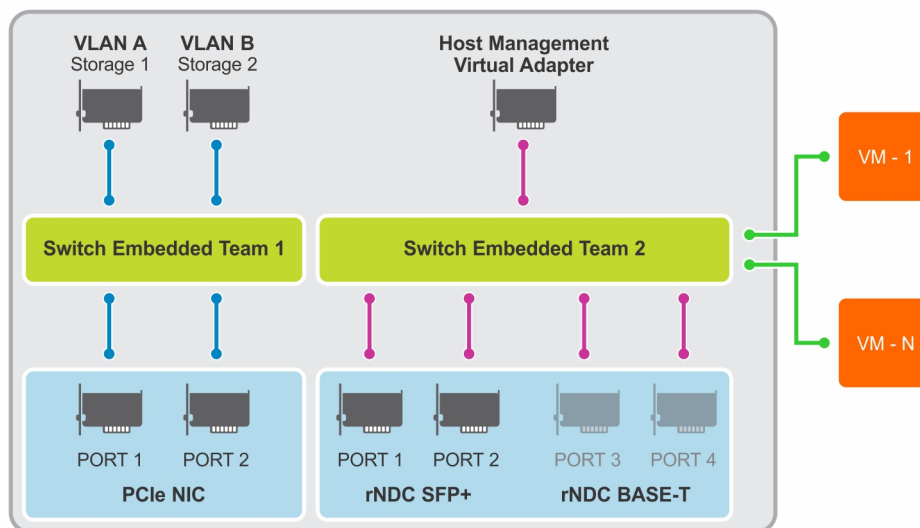 VLAN A
Storage 1
VLAN B
Storage 2
Host Management
Virtual Adapter
VM - 1
Switch Embedded Team 1
Switch Embedded Team 2
VM - N
PORT 1
PORT 2
PCIe NIC
PORT 1
PORT 2
PORT 3
PORT 4
rNDC SFP+
rNDC BASE-T